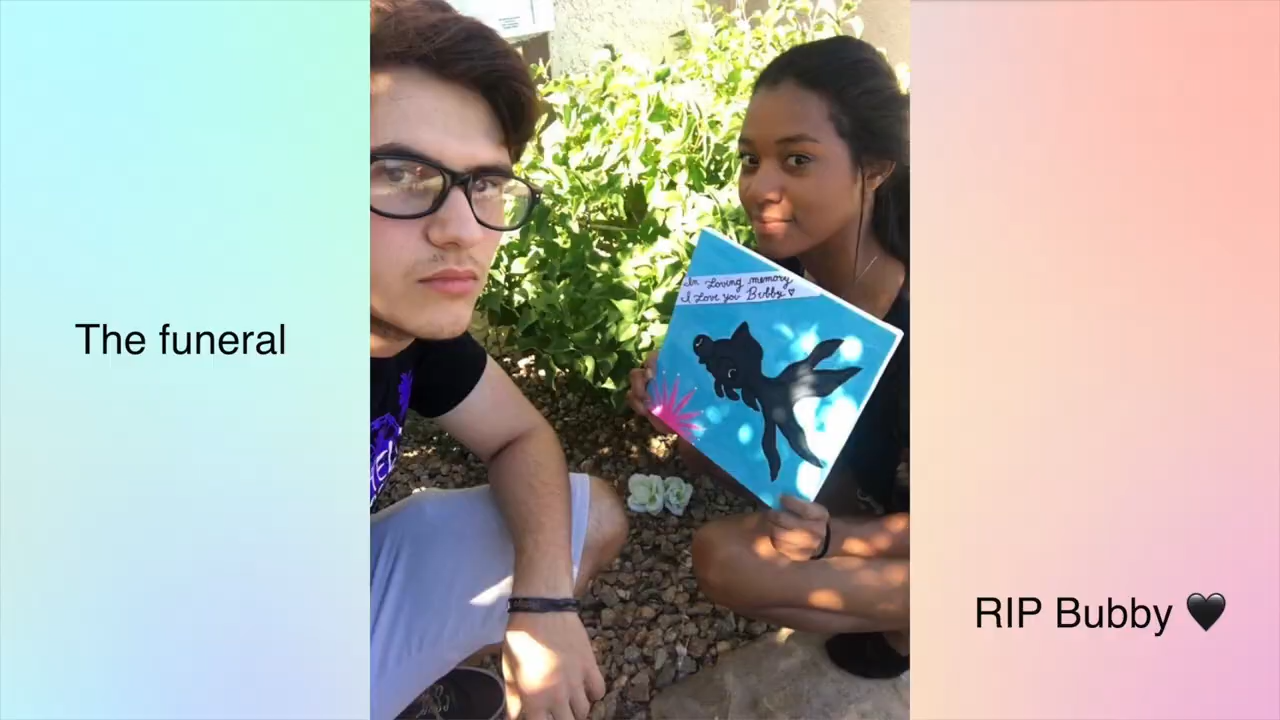 The funeral
In Loving memory
I Love you Bubby ♡
RIP Bubby 🖤